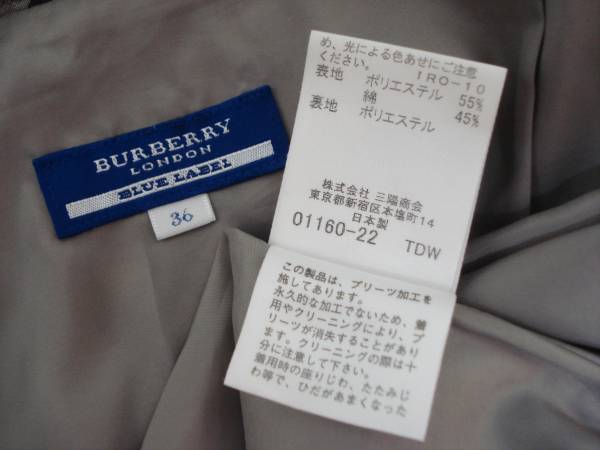 BURBERRY
LONDON
BLUE LABEL
36
め、光による色あせにご注意
ください。 IRO-10
表地 ポリエステル 55%
綿 45%
裏地 ポリエステル
株式会社 三陽商会
東京都新宿区本塩町14
日本製
01160-22 TDW
この製品は、プリーツ加工を
施してあります。
永久的な加工でないため、着
用やクリーニングにより、プ
リーツが消失することがあり
ます。クリーニングの際は十
分に注意して下さい。
着用時の座りじわ、たたみじ
わ等で、ひだがあまくなった